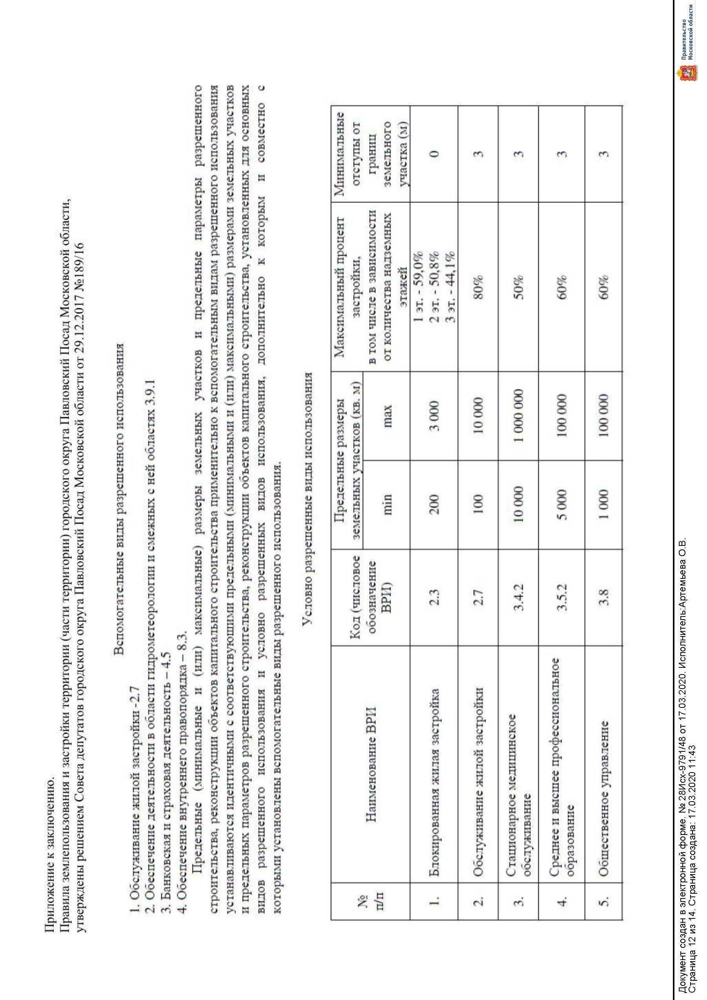 Приложение к заключению.
Правила землепользования и застройки территории (части территории) городского округа Павловский Посад Московской области,
утверждены решением Совета депутатов городского округа Павловский Посад Московской области от 29.12.2017 №189/16
Вспомогательные виды разрешенного использования
1. Обслуживание жилой застройки -2.7
2. Обеспечение деятельности в области гидрометеорологии и смежных с ней областях 3.9.1
3. Банковская и страховая деятельность – 4.5
4. Обеспечение внутреннего правопорядка – 8.3.
Предельные (минимальные и (или) максимальные) размеры земельных участков и предельные параметры разрешенного
строительства, реконструкции объектов капитального строительства применительно к вспомогательным видам разрешенного использования
устанавливаются идентичными с соответствующими предельными (минимальными и (или) максимальными) размерами земельных участков
и предельных параметров разрешенного строительства, реконструкции объектов капитального строительства, установленных для основных
видов разрешенного использования и условно разрешенных видов использования, дополнительно к которым и совместно с
которыми установлены вспомогательные виды разрешенного использования.
Условно разрешенные виды использования
№ п/п
Наименование ВРИ
Код (числовое обозначение ВРИ)
Предельные размеры земельных участков (кв. м)
min
max
Максимальный процент застройки, в том числе в зависимости от количества надземных этажей
Минимальные отступы от границ земельного участка (м)
1. Блокированная жилая застройка 2.3 200 3 000 1 эт. - 59,0% 2 эт. - 50,8% 3 эт. - 44,1% 0
2. Обслуживание жилой застройки 2.7 100 10 000 80% 3
3. Стационарное медицинское обслуживание 3.4.2 10 000 1 000 000 50% 3
4. Среднее и высшее профессиональное образование 3.5.2 5 000 100 000 60% 3
5. Общественное управление 3.8 1 000 100 000 60% 3
Документ создан в электронной форме. № 28Исх-9791/48 от 17.03.2020. Исполнитель:Артемьева О.В.
Страница 12 из 14. Страница создана: 17.03.2020 11:43
Правительство
Московской области